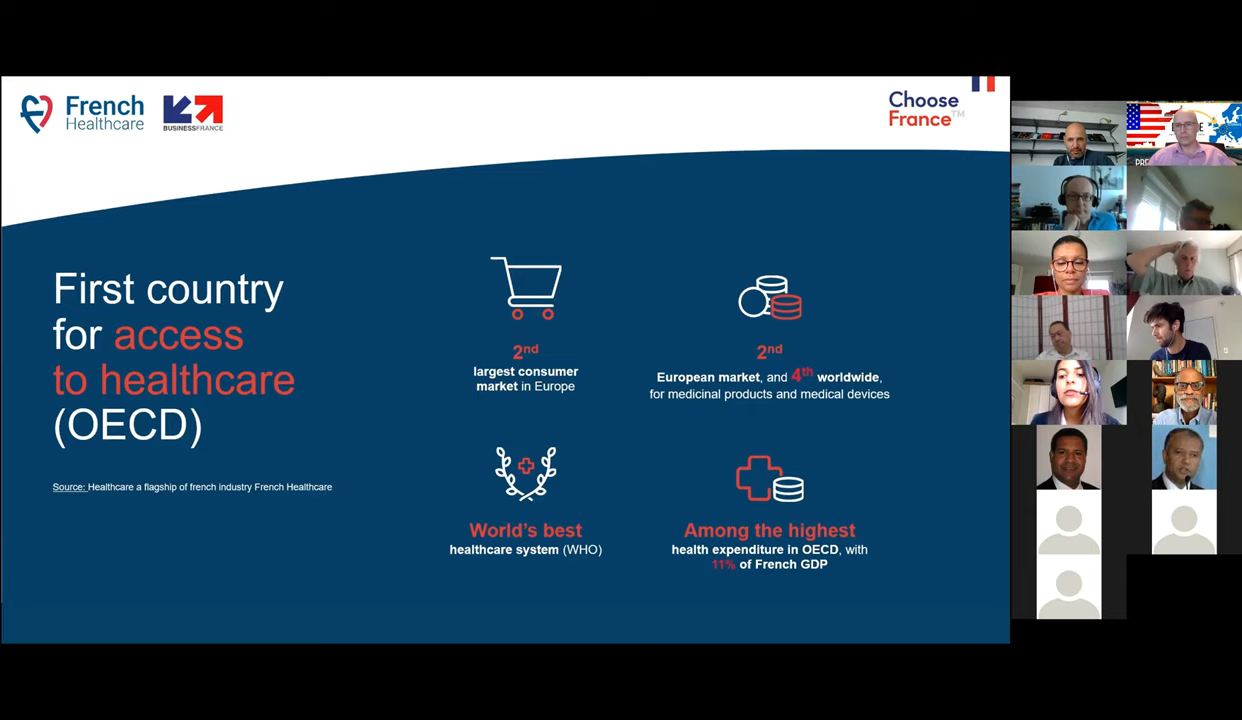 French
Healthcare
BUSINESSFRANCE
Choose
France™
First country
for access
to healthcare
(OECD)
Source: Healthcare a flagship of french industry French Healthcare
2nd
largest consumer
market in Europe
2nd
European market, and 4th worldwide,
for medicinal products and medical devices
World's best
healthcare system (WHO)
Among the highest
health expenditure in OECD, with
11% of French GDP